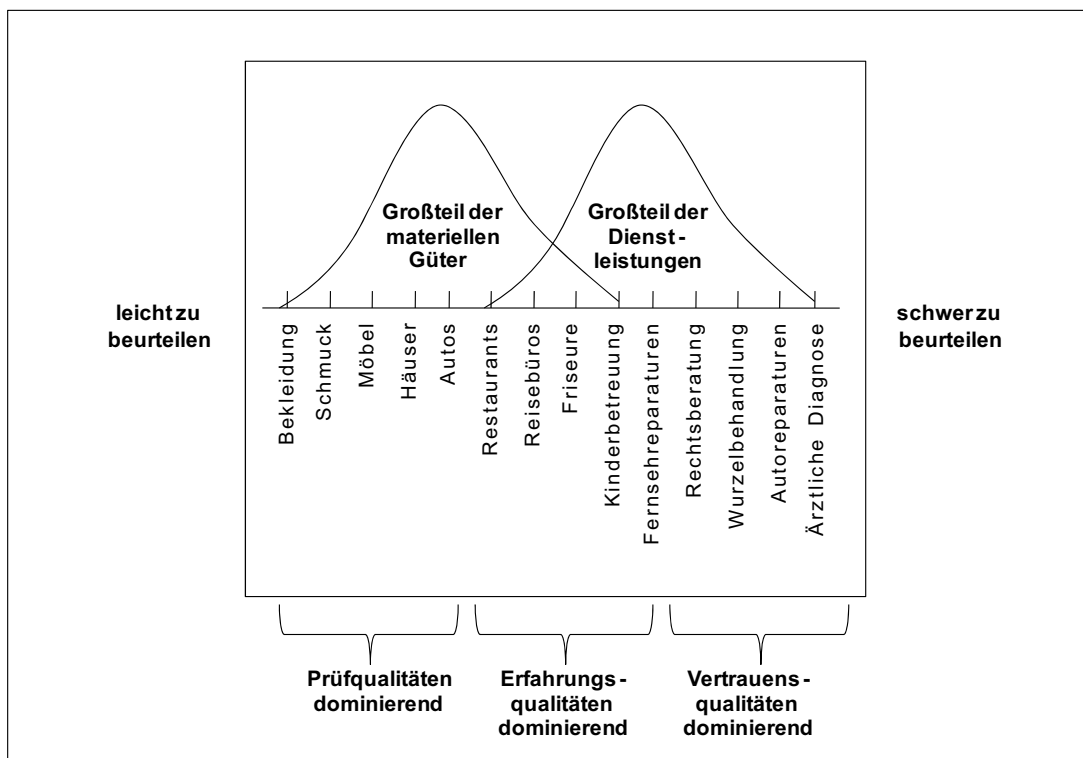 Großteil der
materiellen
Güter
Großteil der
Dienst-
leistungen
leicht zu
beurteilen
schwer zu
beurteilen
Bekleidung
Schmuck
Möbel
Häuser
Autos
Restaurants
Reisebüros
Friseure
Kinderbetreuung
Fernsehreparaturen
Rechtsberatung
Wurzelbehandlung
Autoreparaturen
Ärztliche Diagnose
Prüfqualitäten
dominierend
Erfahrungs-
qualitäten
dominierend
Vertrauens-
qualitäten
dominierend